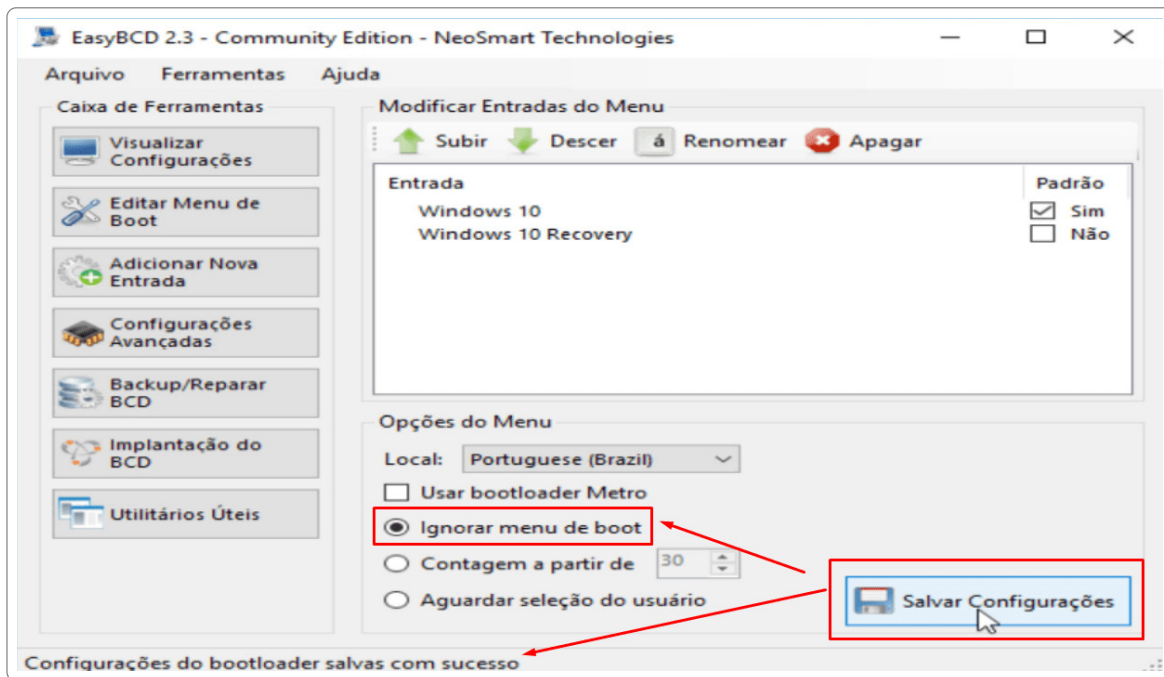 EasyBCD 2.3 - Community Edition - NeoSmart Technologies
Arquivo Ferramentas Ajuda
Caixa de Ferramentas
Visualizar
Configurações
Editar Menu de
Boot
Adicionar Nova
Entrada
Configurações
Avançadas
Backup/Reparar
BCD
Implantação do
BCD
Utilitários Úteis
Modificar Entradas do Menu
Subir Descer á Renomear Apagar
Entrada Padrão
Windows 10 Sim
Windows 10 Recovery Não
Opções do Menu
Local: Portuguese (Brazil)
Usar bootloader Metro
Ignorar menu de boot
Contagem a partir de 30
Aguardar seleção do usuário
Salvar Configurações
Configurações do bootloader salvas com sucesso